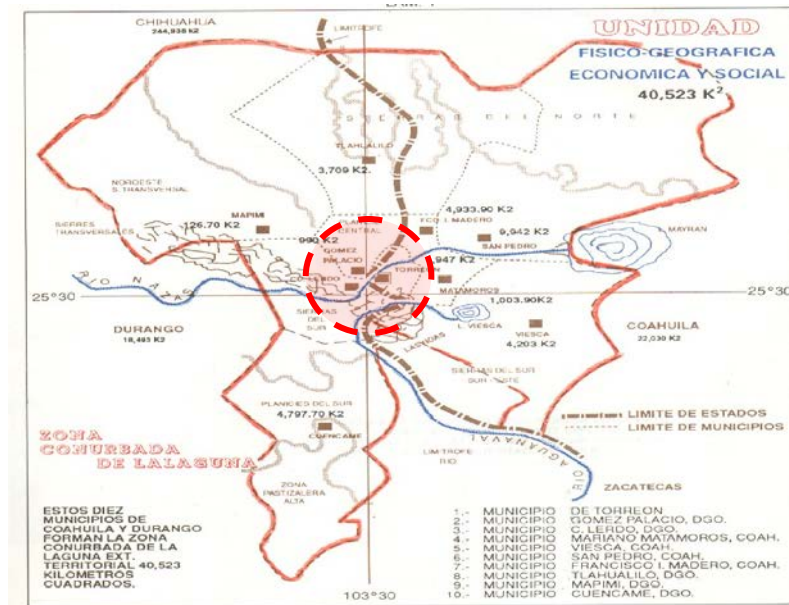 CHIHUAHUA
244,938 K2
LIMITROFE
UNIDAD
FISICO-GEOGRAFICA
ECONOMICA Y SOCIAL
40,523 K²
SIERRAS DEL NORTE
TLAHUALILO
3,709 K2.
NOROESTE
S. TRANSVERSAL
SIERRES
TRANSVERSALES
MAPIMI
126.70 K2
990 K2
CENTRAL
GOMEZ
PALACIO
TORREON
4,933.90 K2
FCO. I. MADERO
9,942 K2
SAN PEDRO
MAYRAN
947 K2
MATAMOROS
1,003.90K2
RIO NAZAS
25°30
25°30
DURANGO
18,493 K2
SIERRAS
DEL
SUR
L. VIESCA
VIESCA
4,203 K2
COAHUILA
22,030 K2
SIERRAS DEL SUR
SUR-ESTE
PLANICIES DEL SUR
4,797.70 K2
CUENCAME
LIMITE DE ESTADOS
LIMITE DE MUNICIPIOS
ZONA
CONURBADA
DE LALAGUNA
LIMITROFE
RIO
RIO AGUANAVAL
ZACATECAS
ZONA
PASTIZALERA
ALTA
ESTOS DIEZ
MUNICIPIOS DE
COAHUILA Y DURANGO
FORMAN LA ZONA
CONURBADA DE LA
LAGUNA EXT.
TERRITORIAL 40,523
KILOMETROS
CUADRADOS.
103°30
1.- MUNICIPIO DE TORREON
2.- MUNICIPIO GOMEZ PALACIO, DGO.
3.- MUNICIPIO C. LERDO, DGO.
4.- MUNICIPIO MARIANO MATAMOROS, COAH.
5.- MUNICIPIO VIESCA, COAH.
6.- MUNICIPIO SAN PEDRO, COAH.
7.- MUNICIPIO FRANCISCO I. MADERO, COAH.
8.- MUNICIPIO TLAHUALILO, DGO.
9.- MUNICIPIO MAPIMI, DGO.
10.- MUNICIPIO CUENCAME, DGO.